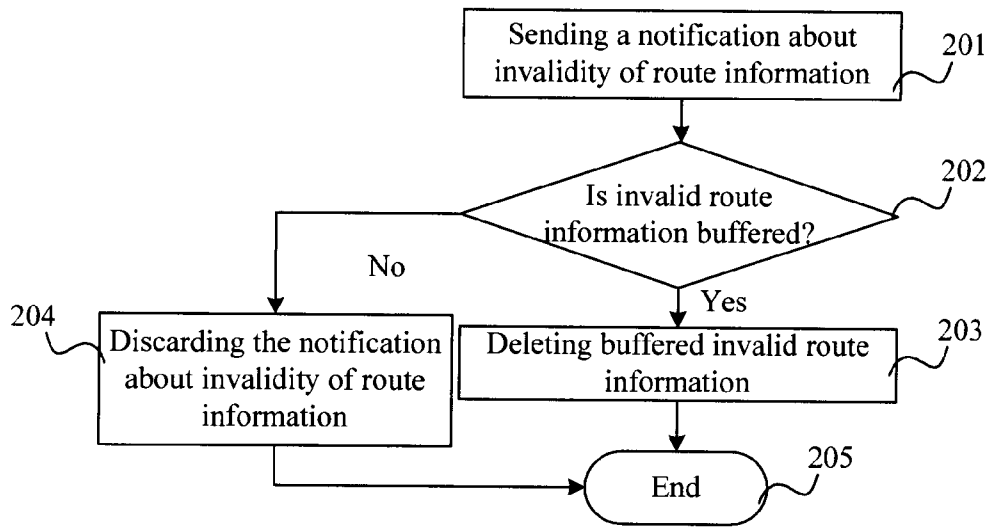 Sending a notification about
invalidity of route information
201
202
Is invalid route
information buffered?
No
Yes
204
Discarding the notification
about invalidity of route
information
Deleting buffered invalid route
information
203
End
205